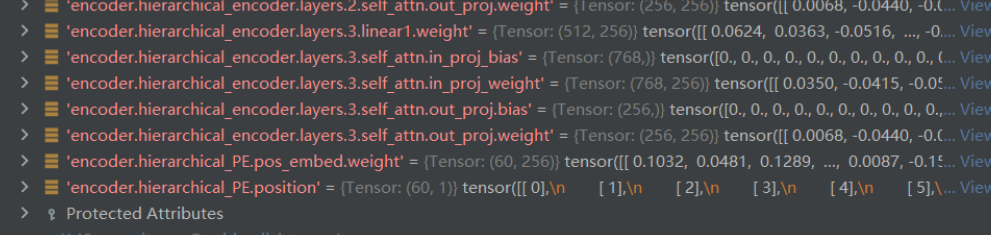 'encoder.hierarchical_encoder.layers.2.self_attn.out_proj.weight' = {Tensor: (256, 256)} tensor([[ 0.0068, -0.0440, -0.0... View
'encoder.hierarchical_encoder.layers.3.linear1.weight' = {Tensor: (512, 256)} tensor([[ 0.0624, 0.0363, -0.0516, ..., -0... View
'encoder.hierarchical_encoder.layers.3.self_attn.in_proj_bias' = {Tensor: (768,)} tensor([0., 0., 0., 0., 0., 0., 0., 0., 0., 0... View
'encoder.hierarchical_encoder.layers.3.self_attn.in_proj_weight' = {Tensor: (768, 256)} tensor([[ 0.0350, -0.0415, -0.05... View
'encoder.hierarchical_encoder.layers.3.self_attn.out_proj.bias' = {Tensor: (256,)} tensor([0., 0., 0., 0., 0., 0., 0., 0., 0.,... View
'encoder.hierarchical_encoder.layers.3.self_attn.out_proj.weight' = {Tensor: (256, 256)} tensor([[ 0.0068, -0.0440, -0.0... View
'encoder.hierarchical_PE.pos_embed.weight' = {Tensor: (60, 256)} tensor([[ 0.1032, 0.0481, 0.1289, ..., 0.0087, -0.15... View
'encoder.hierarchical_PE.position' = {Tensor: (60, 1)} tensor([[ 0],\n [ 1],\n [ 2],\n [ 3],\n [ 4],\n [ 5],\... View
Protected Attributes